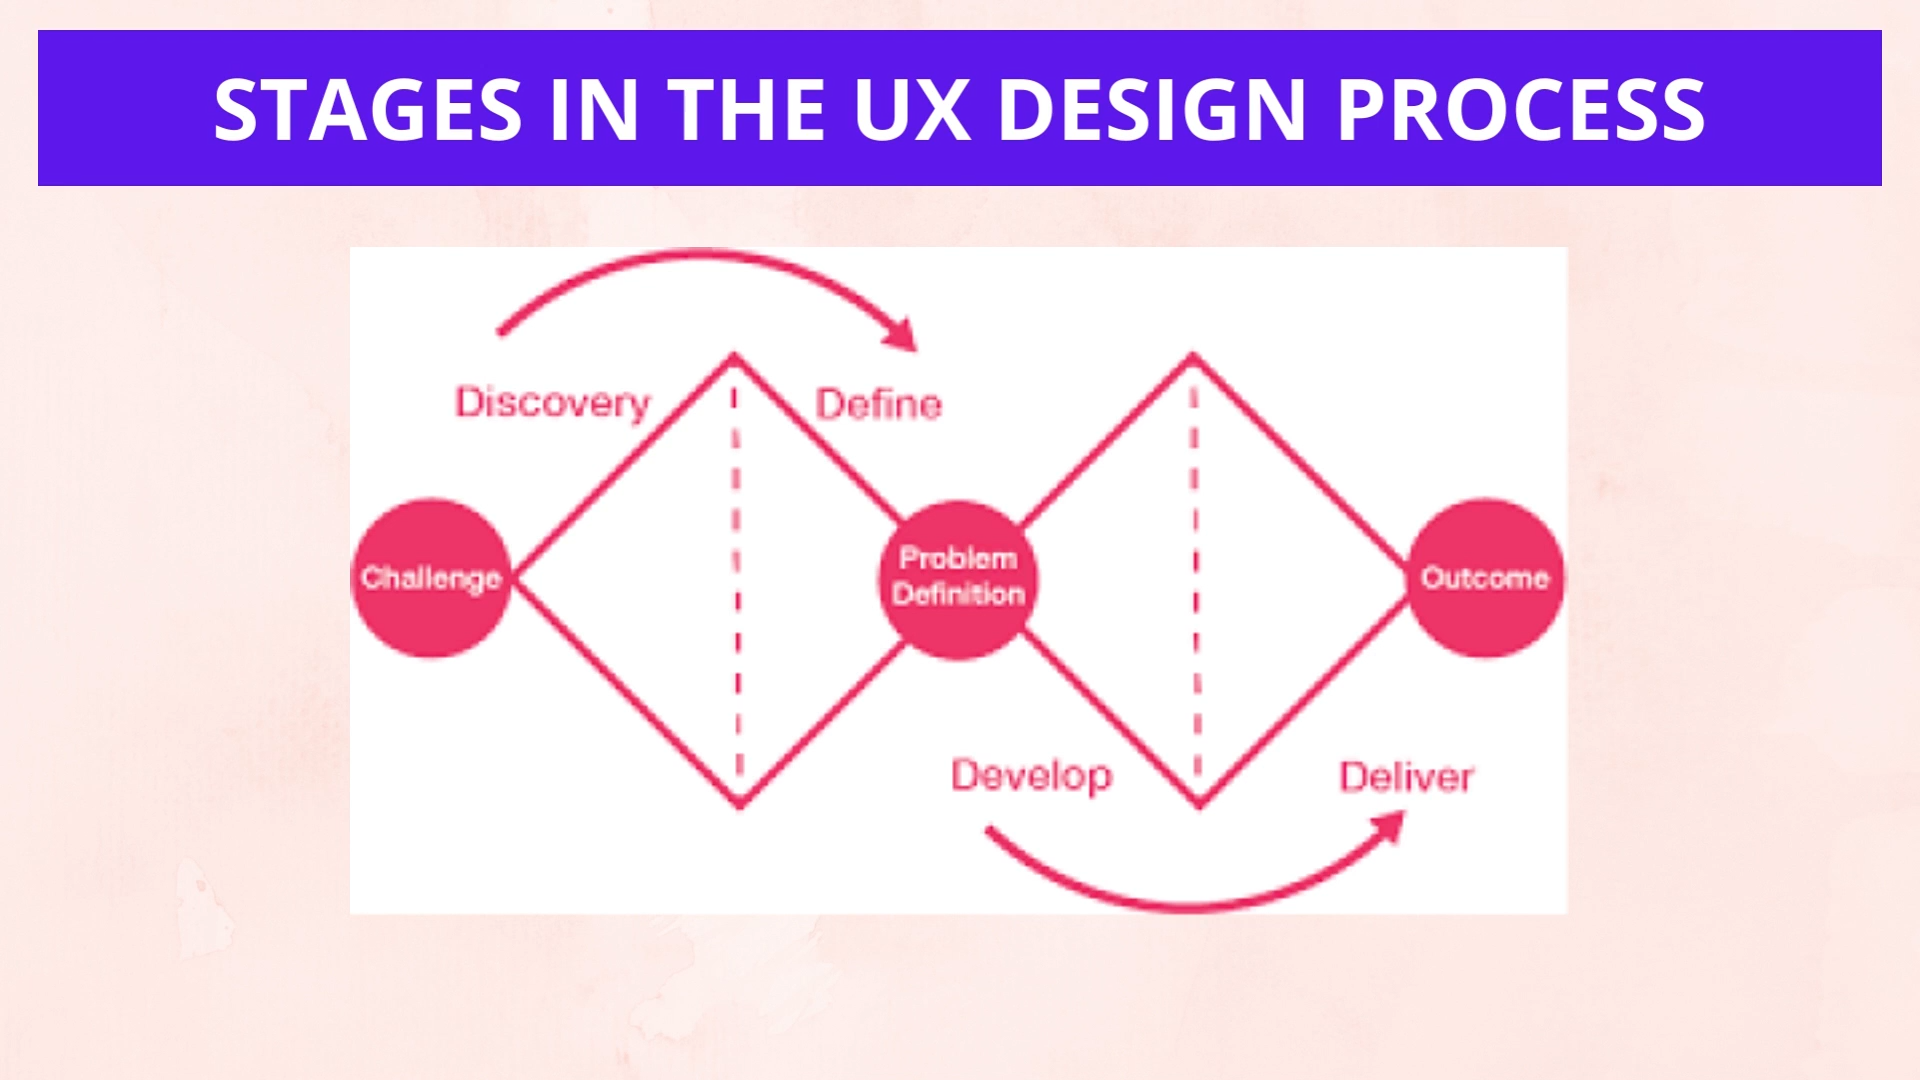 STAGES IN THE UX DESIGN PROCESS
Discovery
Define
Challenge
Problem
Definition
Outcome
Develop
Deliver